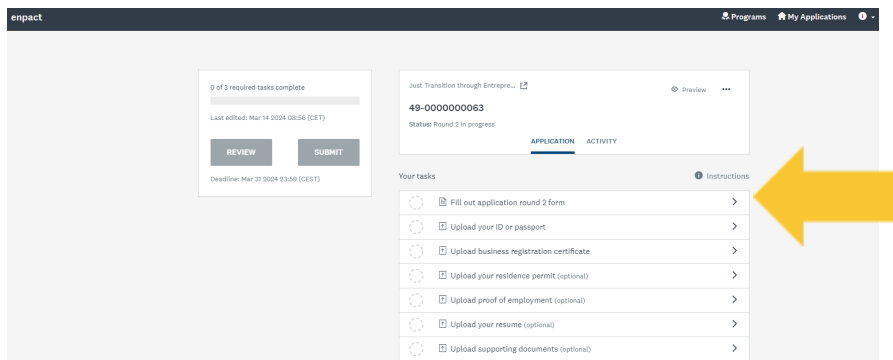 enpact
Programs
My Applications
0 of 3 required tasks complete
Last edited: Mar 14 2024 08:56 (CET)
REVIEW
SUBMIT
Deadline: Mar 31 2024 23:59 (CEST)
Just Transition through Entrepre...
Preview
49-0000000063
Status: Round 2 in progress
APPLICATION
ACTIVITY
Your tasks
Instructions
Fill out application round 2 form
Upload your ID or passport
Upload business registration certificate
Upload your residence permit (optional)
Upload proof of employment (optional)
Upload your resume (optional)
Upload supporting documents (optional)